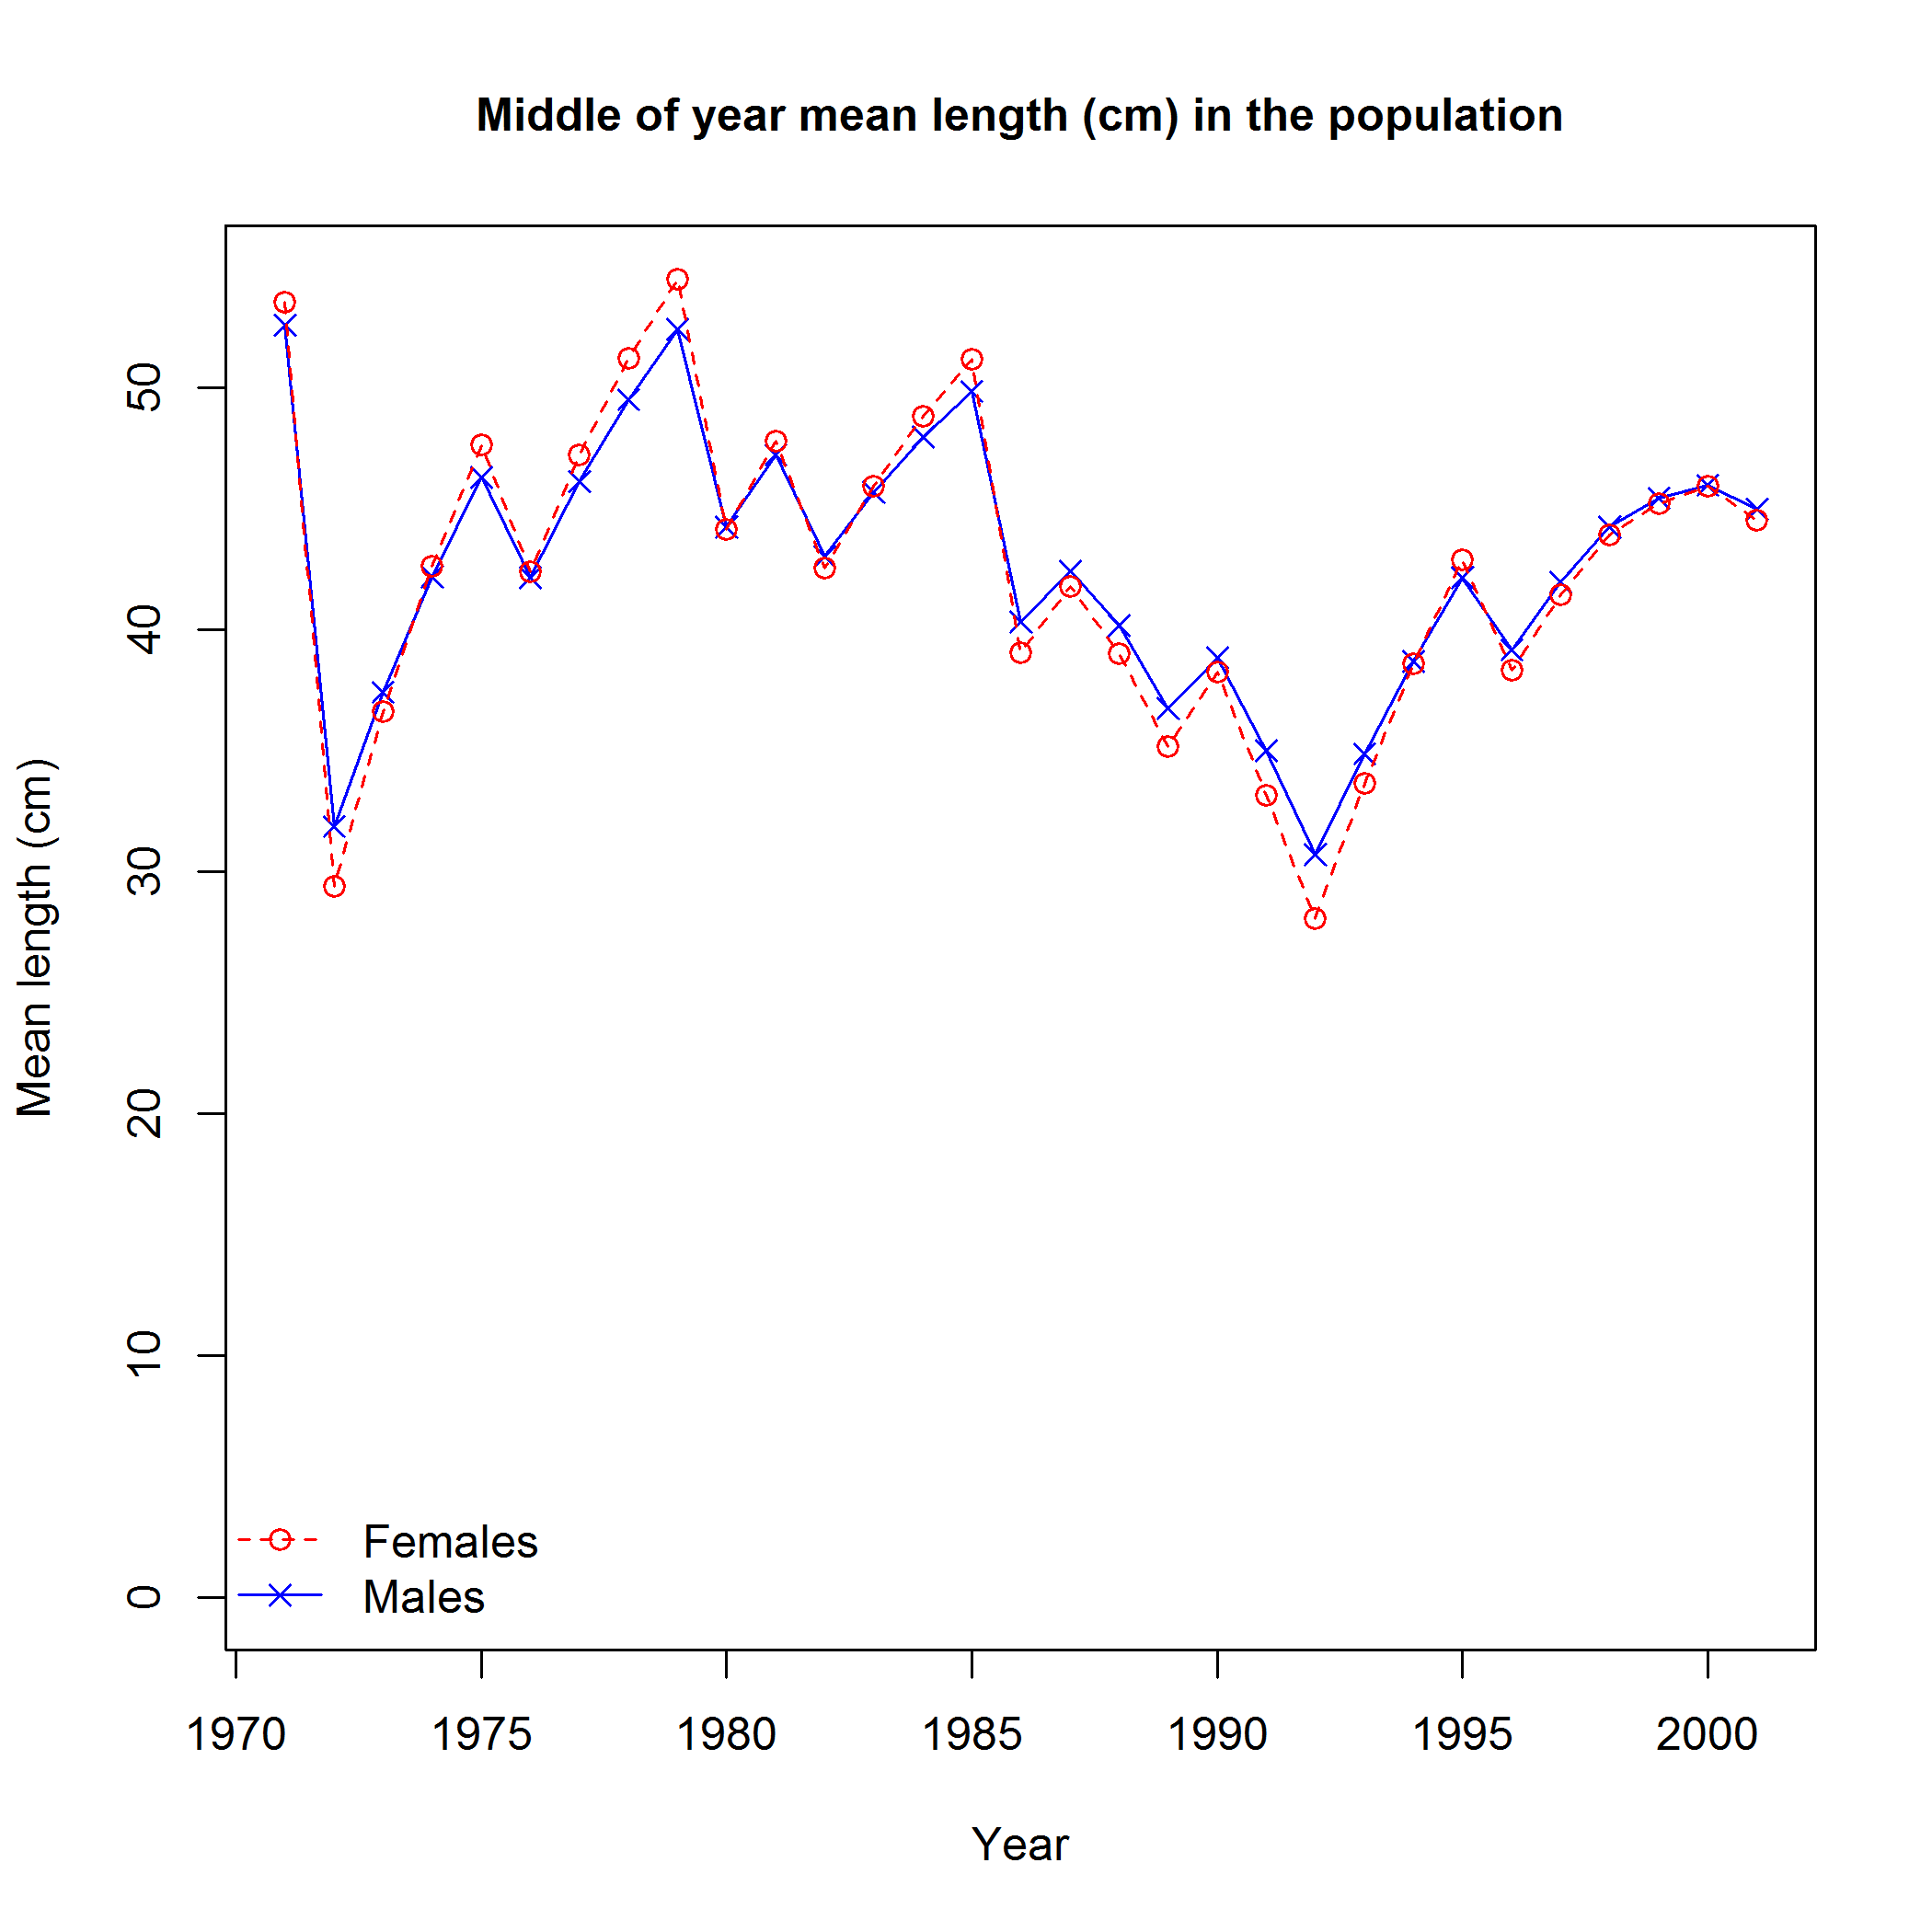 Middle of year mean length (cm) in the population
Mean length (cm)
50
40
30
20
10
0
Females
Males
1970 1975 1980 1985 1990 1995 2000
Year